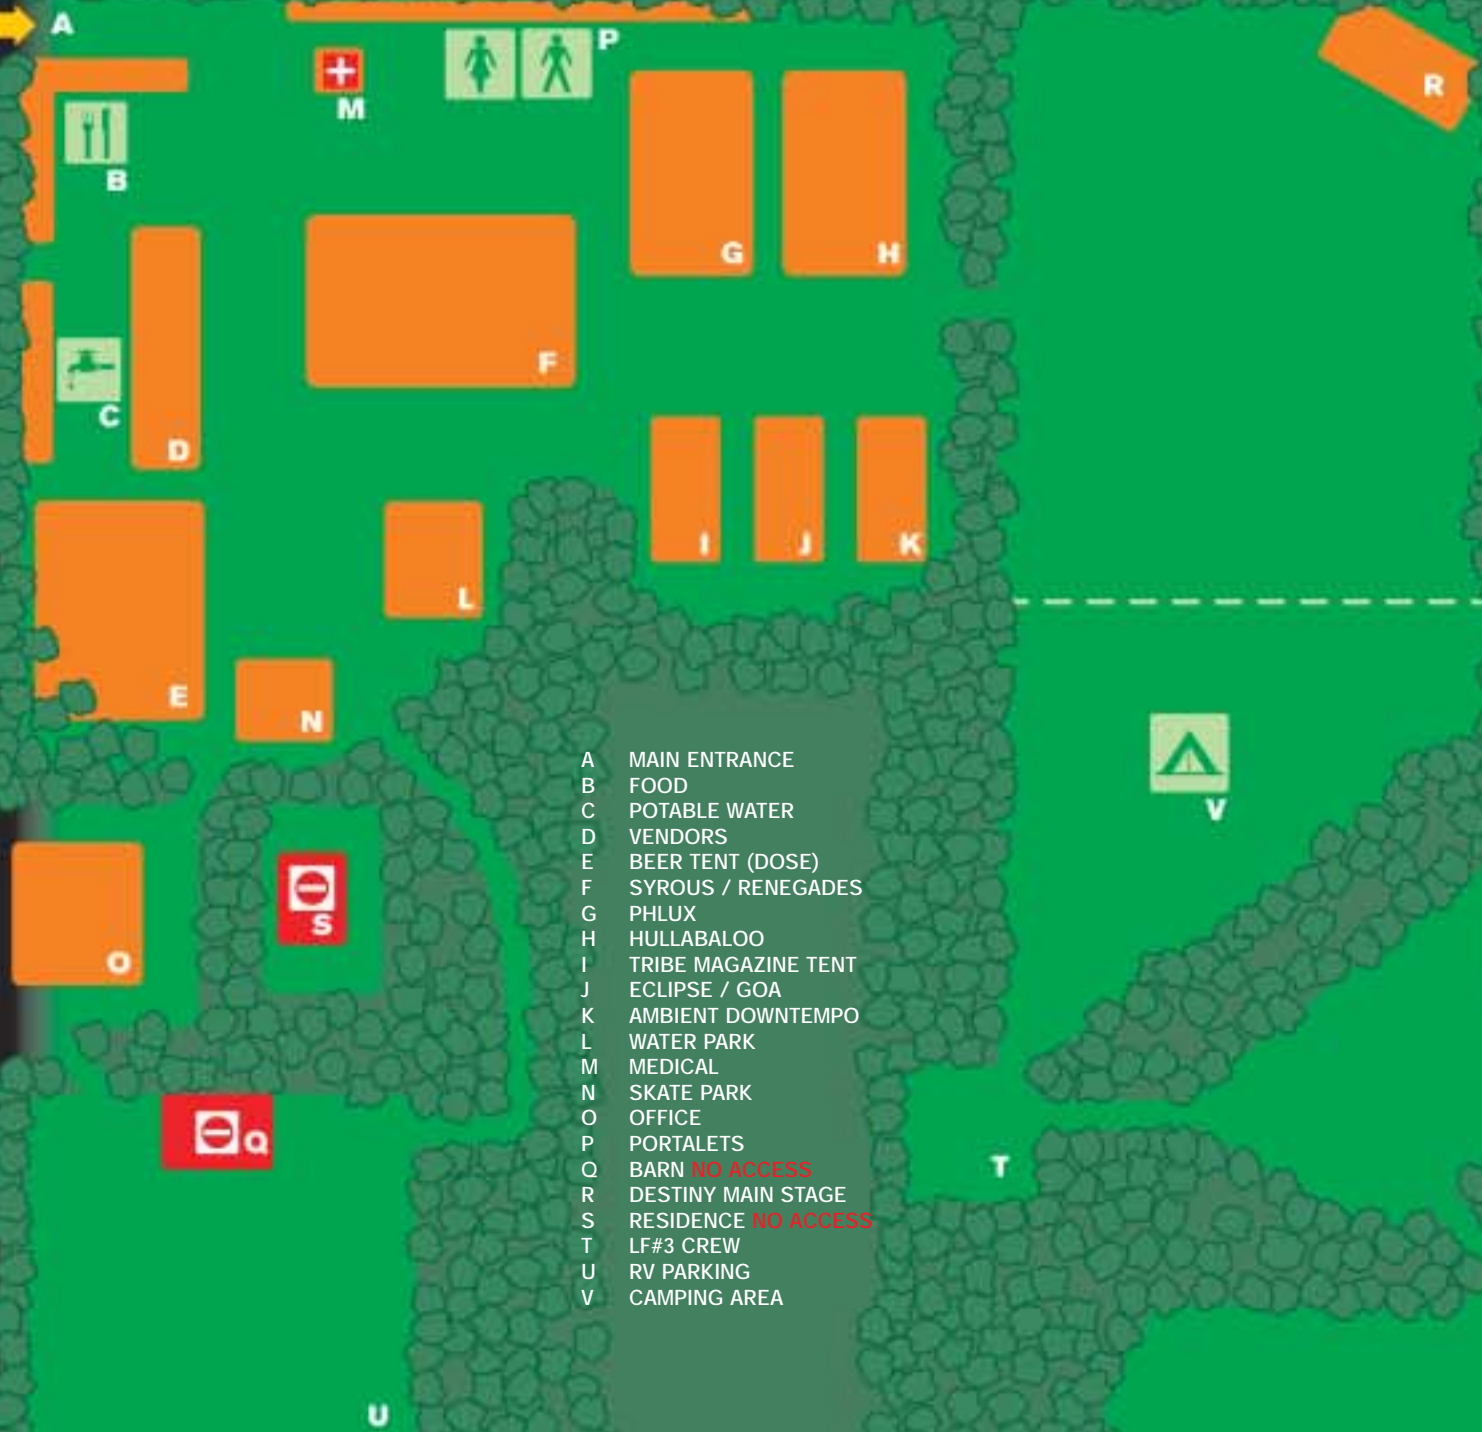 A
P
M
R
B
G
H
F
C
D
I
J
K
L
E
N
V
S
O
Q
T
U
A MAIN ENTRANCE
B FOOD
C POTABLE WATER
D VENDORS
E BEER TENT (DOSE)
F SYROUS / RENEGADES
G PHLUX
H HULLABALOO
I TRIBE MAGAZINE TENT
J ECLIPSE / GOA
K AMBIENT DOWNTEMPO
L WATER PARK
M MEDICAL
N SKATE PARK
O OFFICE
P PORTALETS
Q BARN NO ACCESS
R DESTINY MAIN STAGE
S RESIDENCE NO ACCESS
T LF#3 CREW
U RV PARKING
V CAMPING AREA